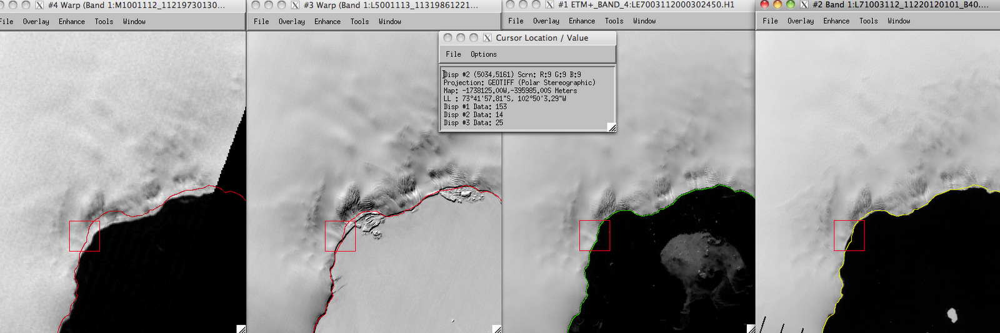 #4 Warp (Band 1:M1001112_11219730130...
File Overlay Enhance Tools Window
#3 Warp (Band 1:L5001113_11319861221...
File Overlay Enhance Tools Window
#1 ETM+_BAND_4:LE7003112000302450.H1
File Overlay Enhance Tools Window
#2 Band 1:L71003112_11220120101_B40....
File Overlay Enhance Tools Window
Cursor Location / Value
File Options
Disp #2 (5034,5161) Scrn: R:9 G:9 B:9
Projection: GEOTIFF (Polar Stereographic)
Map: -1738125.00W,-395985.00S Meters
LL : 73°41'57.81"S, 102°50'3.29"W
Disp #1 Data: 153
Disp #2 Data: 14
Disp #3 Data: 25